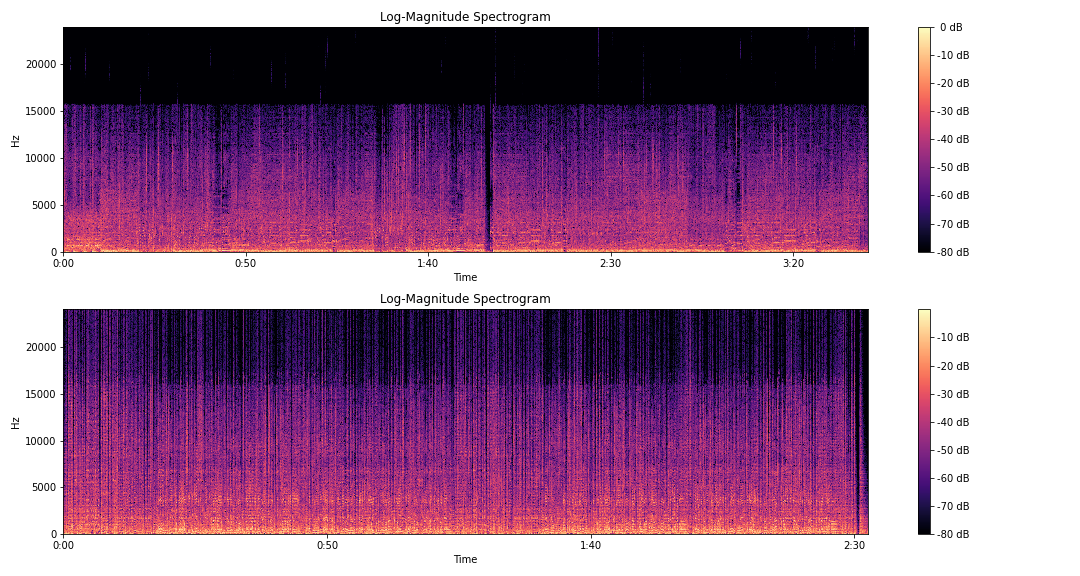 Log-Magnitude Spectrogram
Hz
20000
15000
10000
5000
0
0:00 0:50 1:40 2:30 3:20
Time
0 dB
-10 dB
-20 dB
-30 dB
-40 dB
-50 dB
-60 dB
-70 dB
-80 dB
Log-Magnitude Spectrogram
Hz
20000
15000
10000
5000
0
0:00 0:50 1:40 2:30
Time
-10 dB
-20 dB
-30 dB
-40 dB
-50 dB
-60 dB
-70 dB
-80 dB